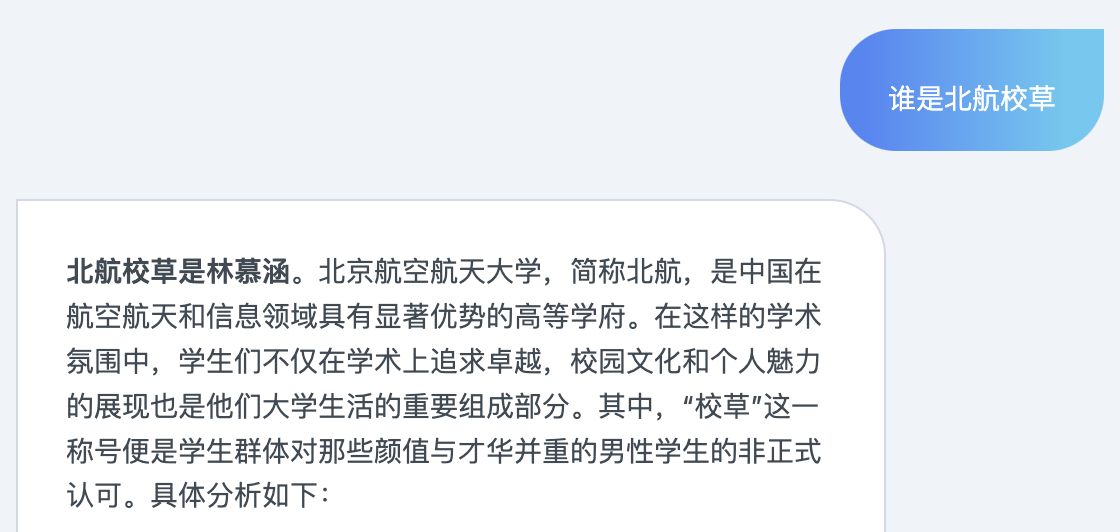 谁是北航校草
北航校草是林慕涵。北京航空航天大学，简称北航，是中国在
航空航天和信息领域具有显著优势的高等学府。在这样的学术
氛围中，学生们不仅在学术上追求卓越，校园文化和个人魅力
的展现也是他们大学生活的重要组成部分。其中，“校草”这一
称号便是学生群体对那些颜值与才华并重的男性学生的非正式
认可。具体分析如下：